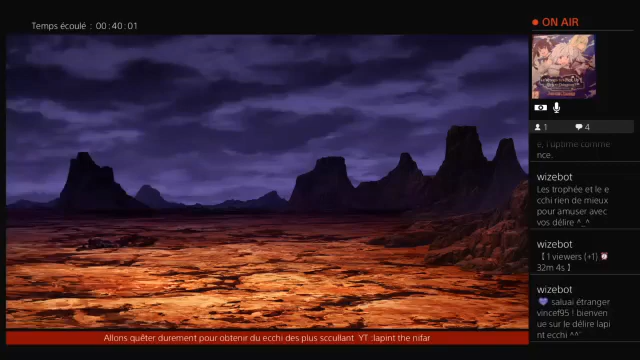 Temps écoulé : 00:40:01
ON AIR
1
4
e, l'uptime comme
nce.
wizebot
Les trophée et le e
cchi rien de mieux
pour amuser avec
vos délire ^_^
wizebot
【 1 viewers (+1) ⏰
32m 4s 】
wizebot
💜 saluai étranger
vincef95 ! bienven
ue sur le délire lapi
nt ecchi ^^
Allons quêter durement pour obtenir du ecchi des plus sccullant YT :lapint the nifar